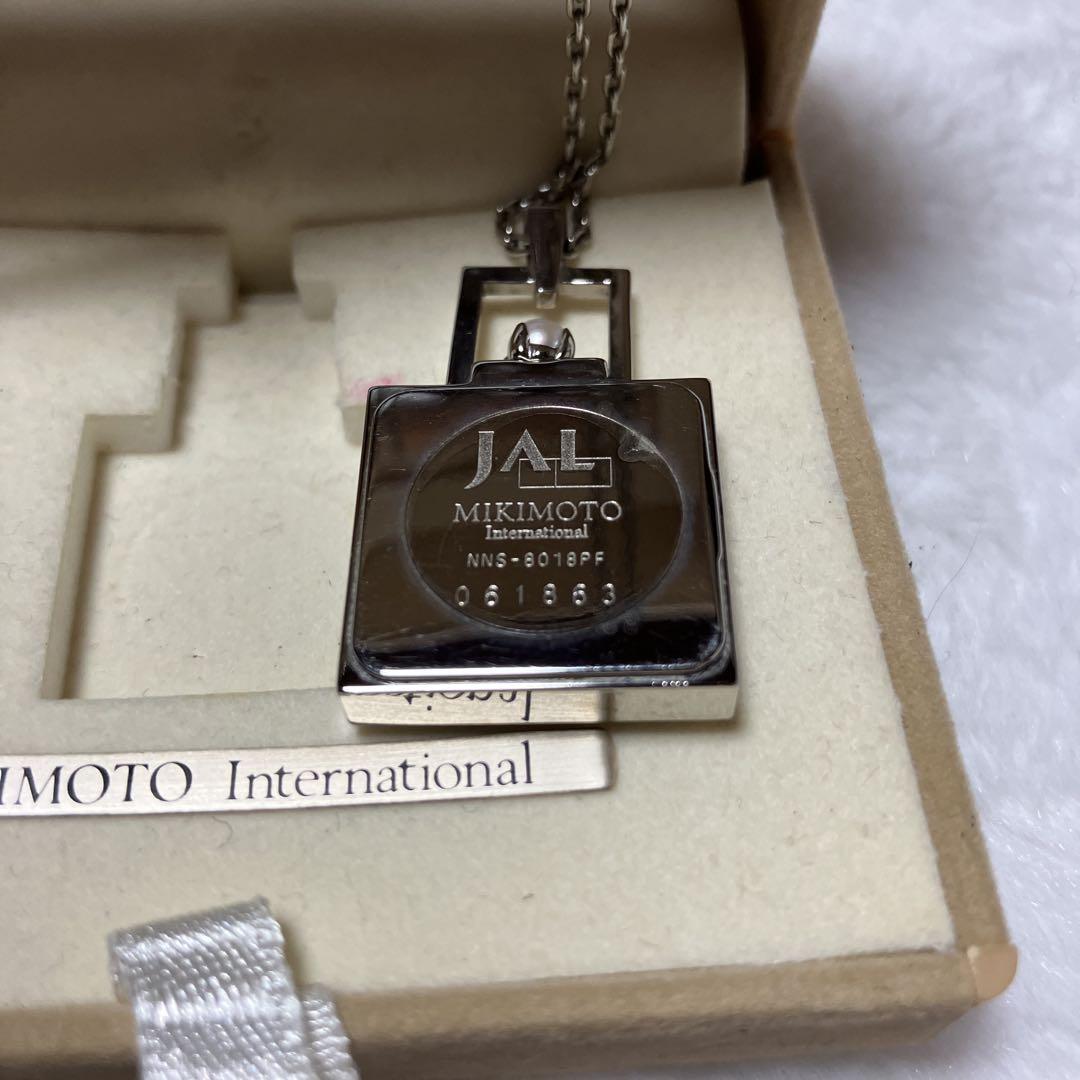 JAL
MIKIMOTO
International
NNS-8018PF
061863
IMOTO International